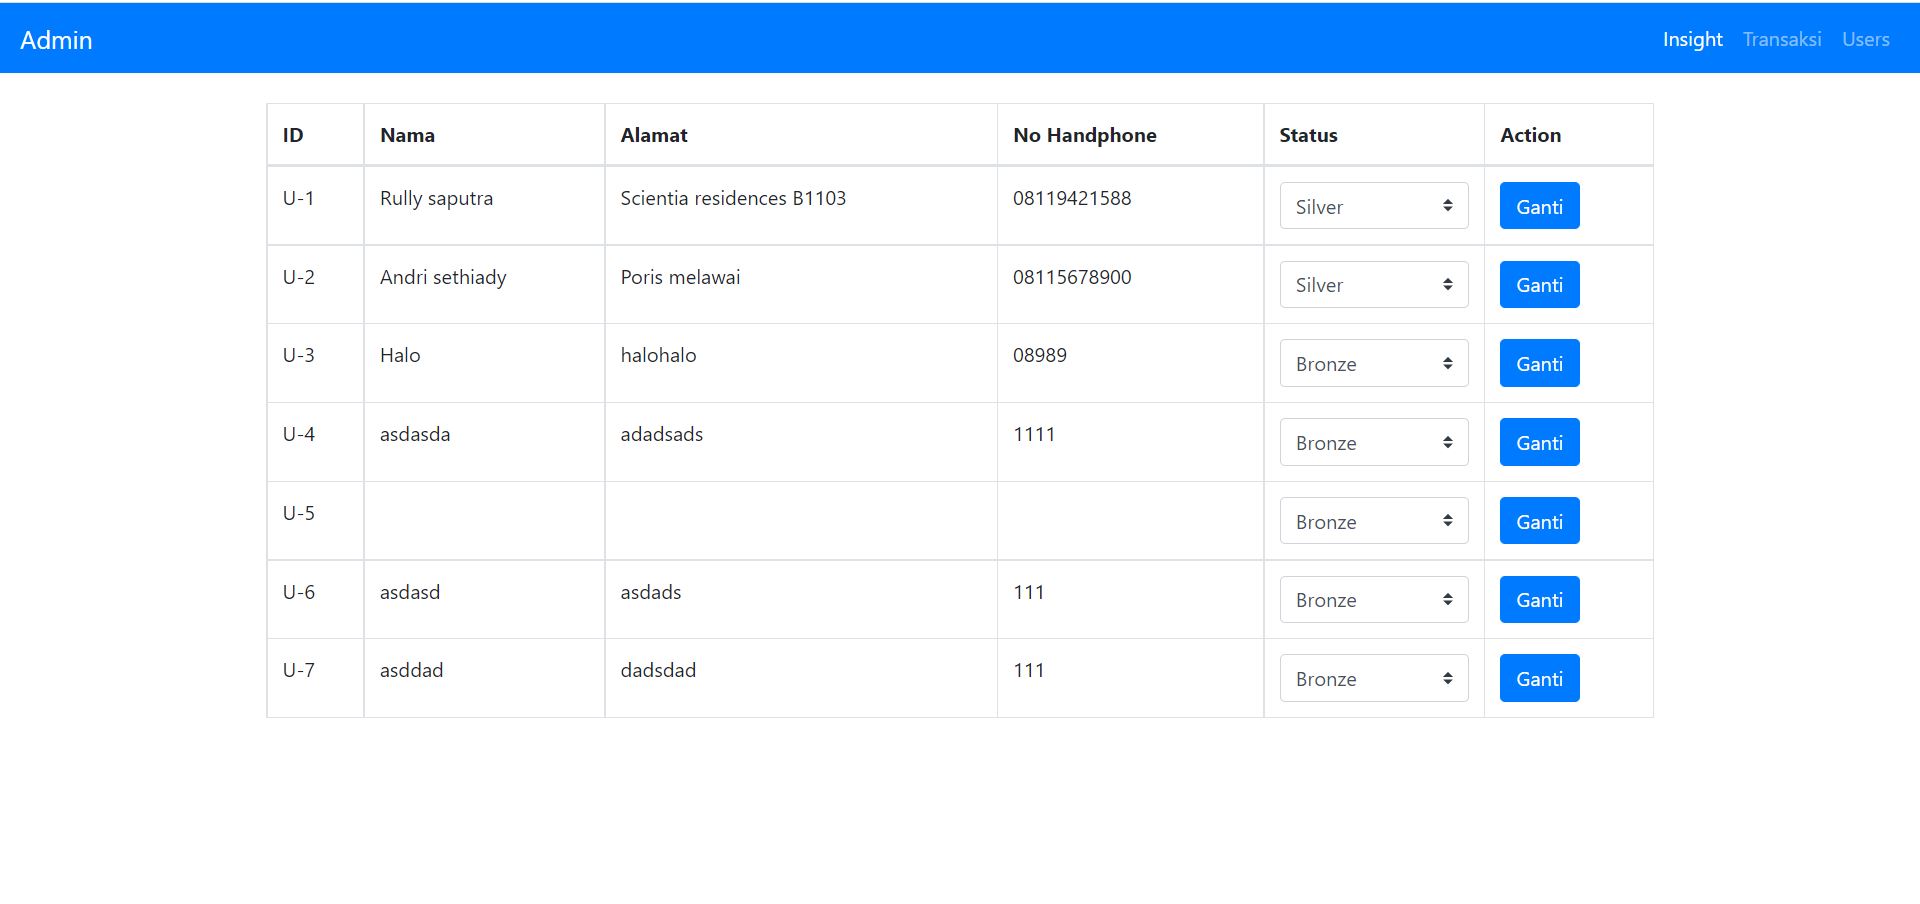 Admin Insight Transaksi Users
ID Nama Alamat No Handphone Status Action
U-1 Rully saputra Scientia residences B1103 08119421588 Silver Ganti
U-2 Andri sethiady Poris melawai 08115678900 Silver Ganti
U-3 Halo halohalo 08989 Bronze Ganti
U-4 asdasda adadsads 1111 Bronze Ganti
U-5 Bronze Ganti
U-6 asdasd asdads 111 Bronze Ganti
U-7 asddad dadsdad 111 Bronze Ganti